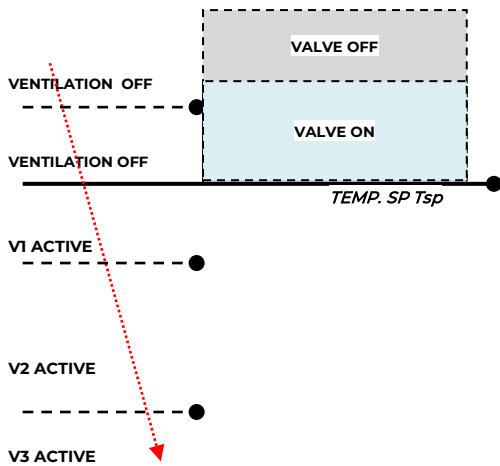 VALVE OFF
VENTILATION OFF
VALVE ON
VENTILATION OFF
TEMP. SP Tsp
V1 ACTIVE
V2 ACTIVE
V3 ACTIVE